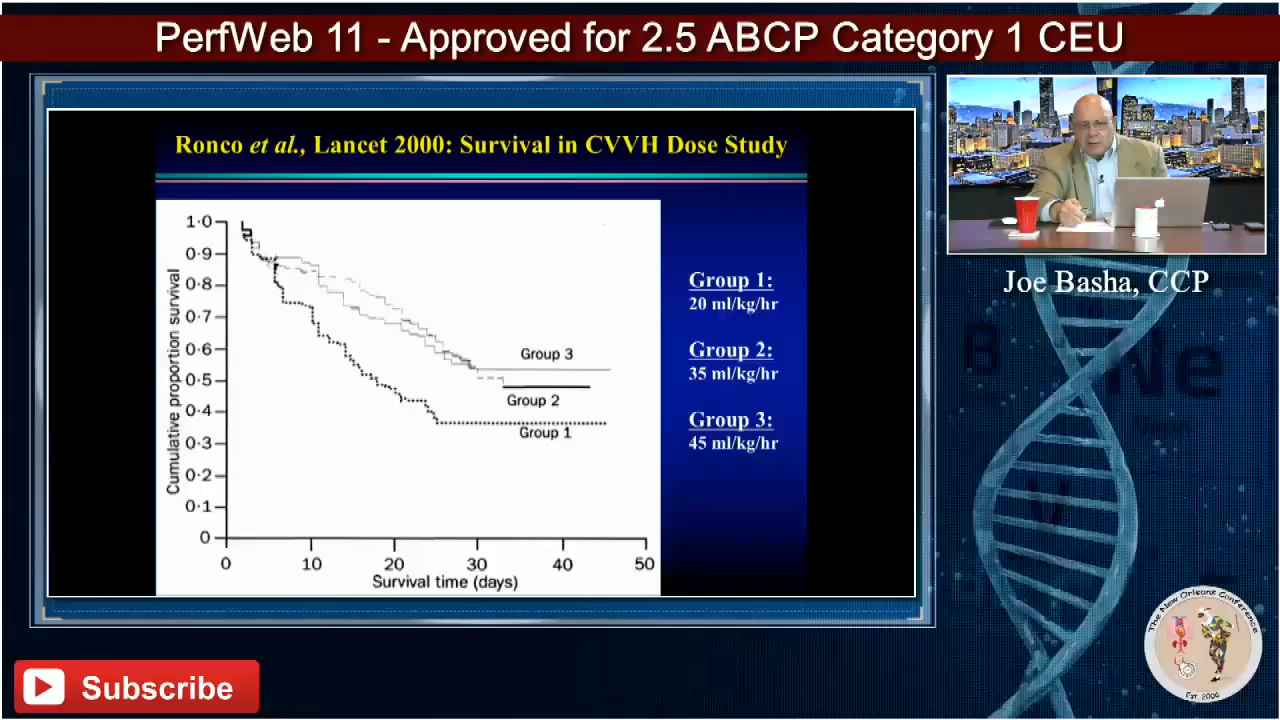 PerfWeb 11 - Approved for 2.5 ABCP Category 1 CEU
Ronco et al., Lancet 2000: Survival in CVVH Dose Study
1·0
0·9
0·8
0·7
0·6
0·5
0·4
0·3
0·2
0·1
0
Cumulative proportion survival
Group 3
Group 2
Group 1
0 10 20 30 40 50
Survival time (days)
Group 1:
20 ml/kg/hr
Group 2:
35 ml/kg/hr
Group 3:
45 ml/kg/hr
Joe Basha, CCP
B
Ne
The New Orleans Conference
Est. 2006
Subscribe